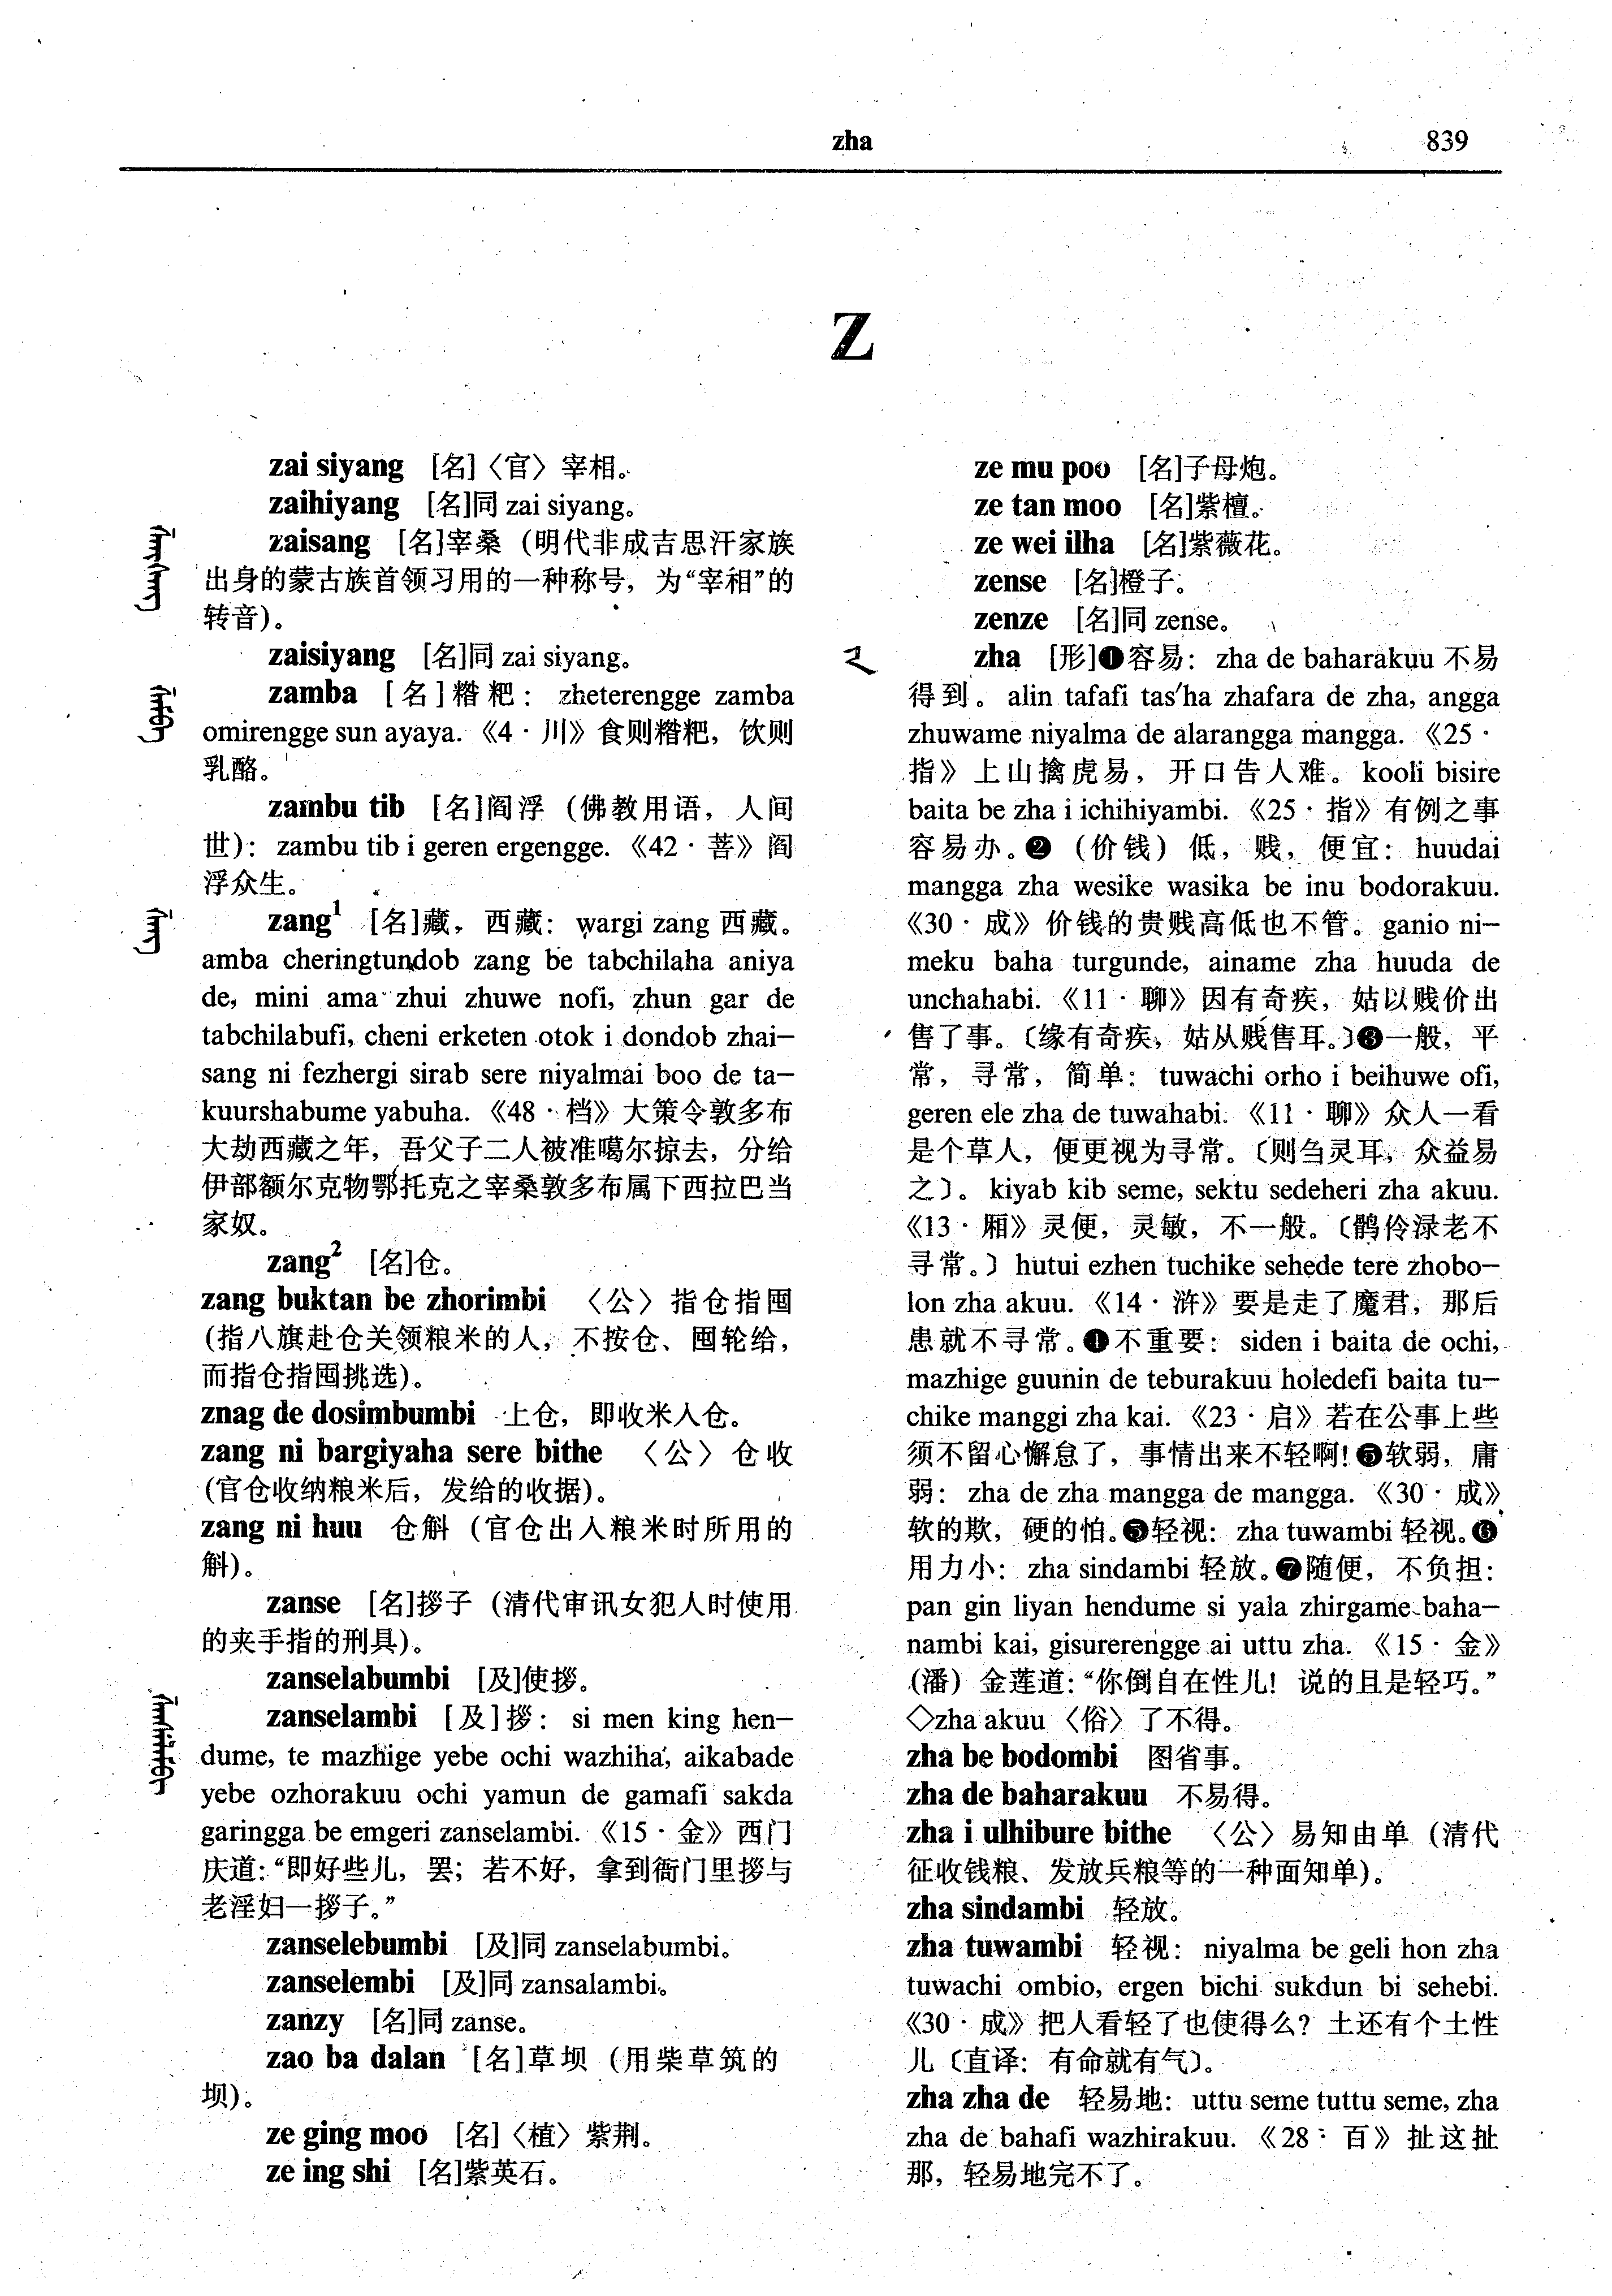 zha
839
Z
zai siyang [名]〈官〉宰相。
zaihiyang [名]同 zai siyang。
zaisang [名]宰桑（明代非成吉思汗家族
出身的蒙古族首领习用的一种称号，为“宰相”的
转音）。
zaisiyang [名]同 zai siyang。
zamba [名]糌粑：zheterengge zamba
omirengge sun ayaya.《4·川》食则糌粑，饮则
乳酪。
zambu tib [名]阎浮（佛教用语，人间
世）：zambu tib i geren ergengge.《42·菩》阎
浮众生。
zang¹ [名]藏，西藏：wargi zang 西藏。
amba cheringtundob zang be tabchilaha aniya
de, mini ama zhui zhuwe nofi, zhun gar de
tabchilabufi, cheni erketen otok i dondob zhai-
sang ni fezhergi sirab sere niyalmai boo de ta-
kuurshabume yabuha.《48·档》大策令敦多布
大劫西藏之年，吾父子二人被准噶尔掠去，分给
伊部额尔克物鄂托克之宰桑敦多布属下西拉巴当
家奴。
zang² [名]仓。
zang buktan be zhorimbi 〈公〉指仓指囤
（指八旗赴仓关领粮米的人，不按仓、囤轮给，
而指仓指囤挑选）。
znag de dosimbumbi 上仓，即收米入仓。
zang ni bargiyaha sere bithe 〈公〉仓收
（官仓收纳粮米后，发给的收据）。
zang ni huu 仓斛（官仓出入粮米时所用的
斛）。
zanse [名]拶子（清代审讯女犯人时使用
的夹手指的刑具）。
zanselabumbi [及]使拶。
zanselambi [及]拶：si men king hen-
dume, te mazhige yebe ochi wazhiha, aikabade
yebe ozhorakuu ochi yamun de gamafi sakda
garingga be emgeri zanselambi.《15·金》西门
庆道：“即好些儿，罢；若不好，拿到衙门里拶与
老淫妇一拶子。”
zanselebumbi [及]同 zanselabumbi。
zanselembi [及]同 zansalambi。
zanzy [名]同 zanse。
zao ba dalan [名]草坝（用柴草筑的
坝）。
ze ging moo [名]〈植〉紫荆。
ze ing shi [名]紫英石。
ze mu poo [名]子母炮。
ze tan moo [名]紫檀。
ze wei ilha [名]紫薇花。
zense [名]橙子。
zenze [名]同 zense。
zha [形]❶容易：zha de baharakuu 不易
得到。alin tafafi tas'ha zhafara de zha, angga
zhuwame niyalma de alarangga mangga.《25·
指》上山擒虎易，开口告人难。kooli bisire
baita be zha i ichihiyambi.《25·指》有例之事
容易办。❷（价钱）低，贱，便宜：huudai
mangga zha wesike wasika be inu bodorakuu.
《30·成》价钱的贵贱高低也不管。ganio ni-
meku baha turgunde, ainame zha huuda de
unchahabi.《11·聊》因有奇疾，姑以贱价出
售了事。〔缘有奇疾，姑从贱售耳。〕❸一般，平
常，寻常，简单：tuwachi orho i beihuwe ofi,
geren ele zha de tuwahabi.《11·聊》众人一看
是个草人，便更视为寻常。〔则刍灵耳，众益易
之〕。kiyab kib seme, sektu sedeheri zha akuu.
《13·厢》灵便，灵敏，不一般。〔鹘伶渌老不
寻常。〕hutui ezhen tuchike sehede tere zhobo-
lon zha akuu.《14·浒》要是走了魔君，那后
患就不寻常。❶不重要：siden i baita de ochi,
mazhige guunin de teburakuu holedefi baita tu-
chike manggi zha kai.《23·启》若在公事上些
须不留心懈怠了，事情出来不轻啊！❺软弱，庸
弱：zha de zha mangga de mangga.《30·成》
软的欺，硬的怕。❺轻视：zha tuwambi 轻视。❻
用力小：zha sindambi 轻放。❼随便，不负担：
pan gin liyan hendume si yala zhirgame baha-
nambi kai, gisurerengge ai uttu zha.《15·金》
（潘）金莲道：“你倒自在性儿！说的且是轻巧。”
◇zha akuu〈俗〉了不得。
zha be bodombi 图省事。
zha de baharakuu 不易得。
zha i ulhibure bithe 〈公〉易知由单（清代
征收钱粮、发放兵粮等的一种面知单）。
zha sindambi 轻放。
zha tuwambi 轻视：niyalma be geli hon zha
tuwachi ombio, ergen bichi sukdun bi sehebi.
《30·成》把人看轻了也使得么？土还有个土性
儿〔直译：有命就有气〕。
zha zha de 轻易地：uttu seme tuttu seme, zha
zha de bahafi wazhirakuu.《28·百》扯这扯
那，轻易地完不了。